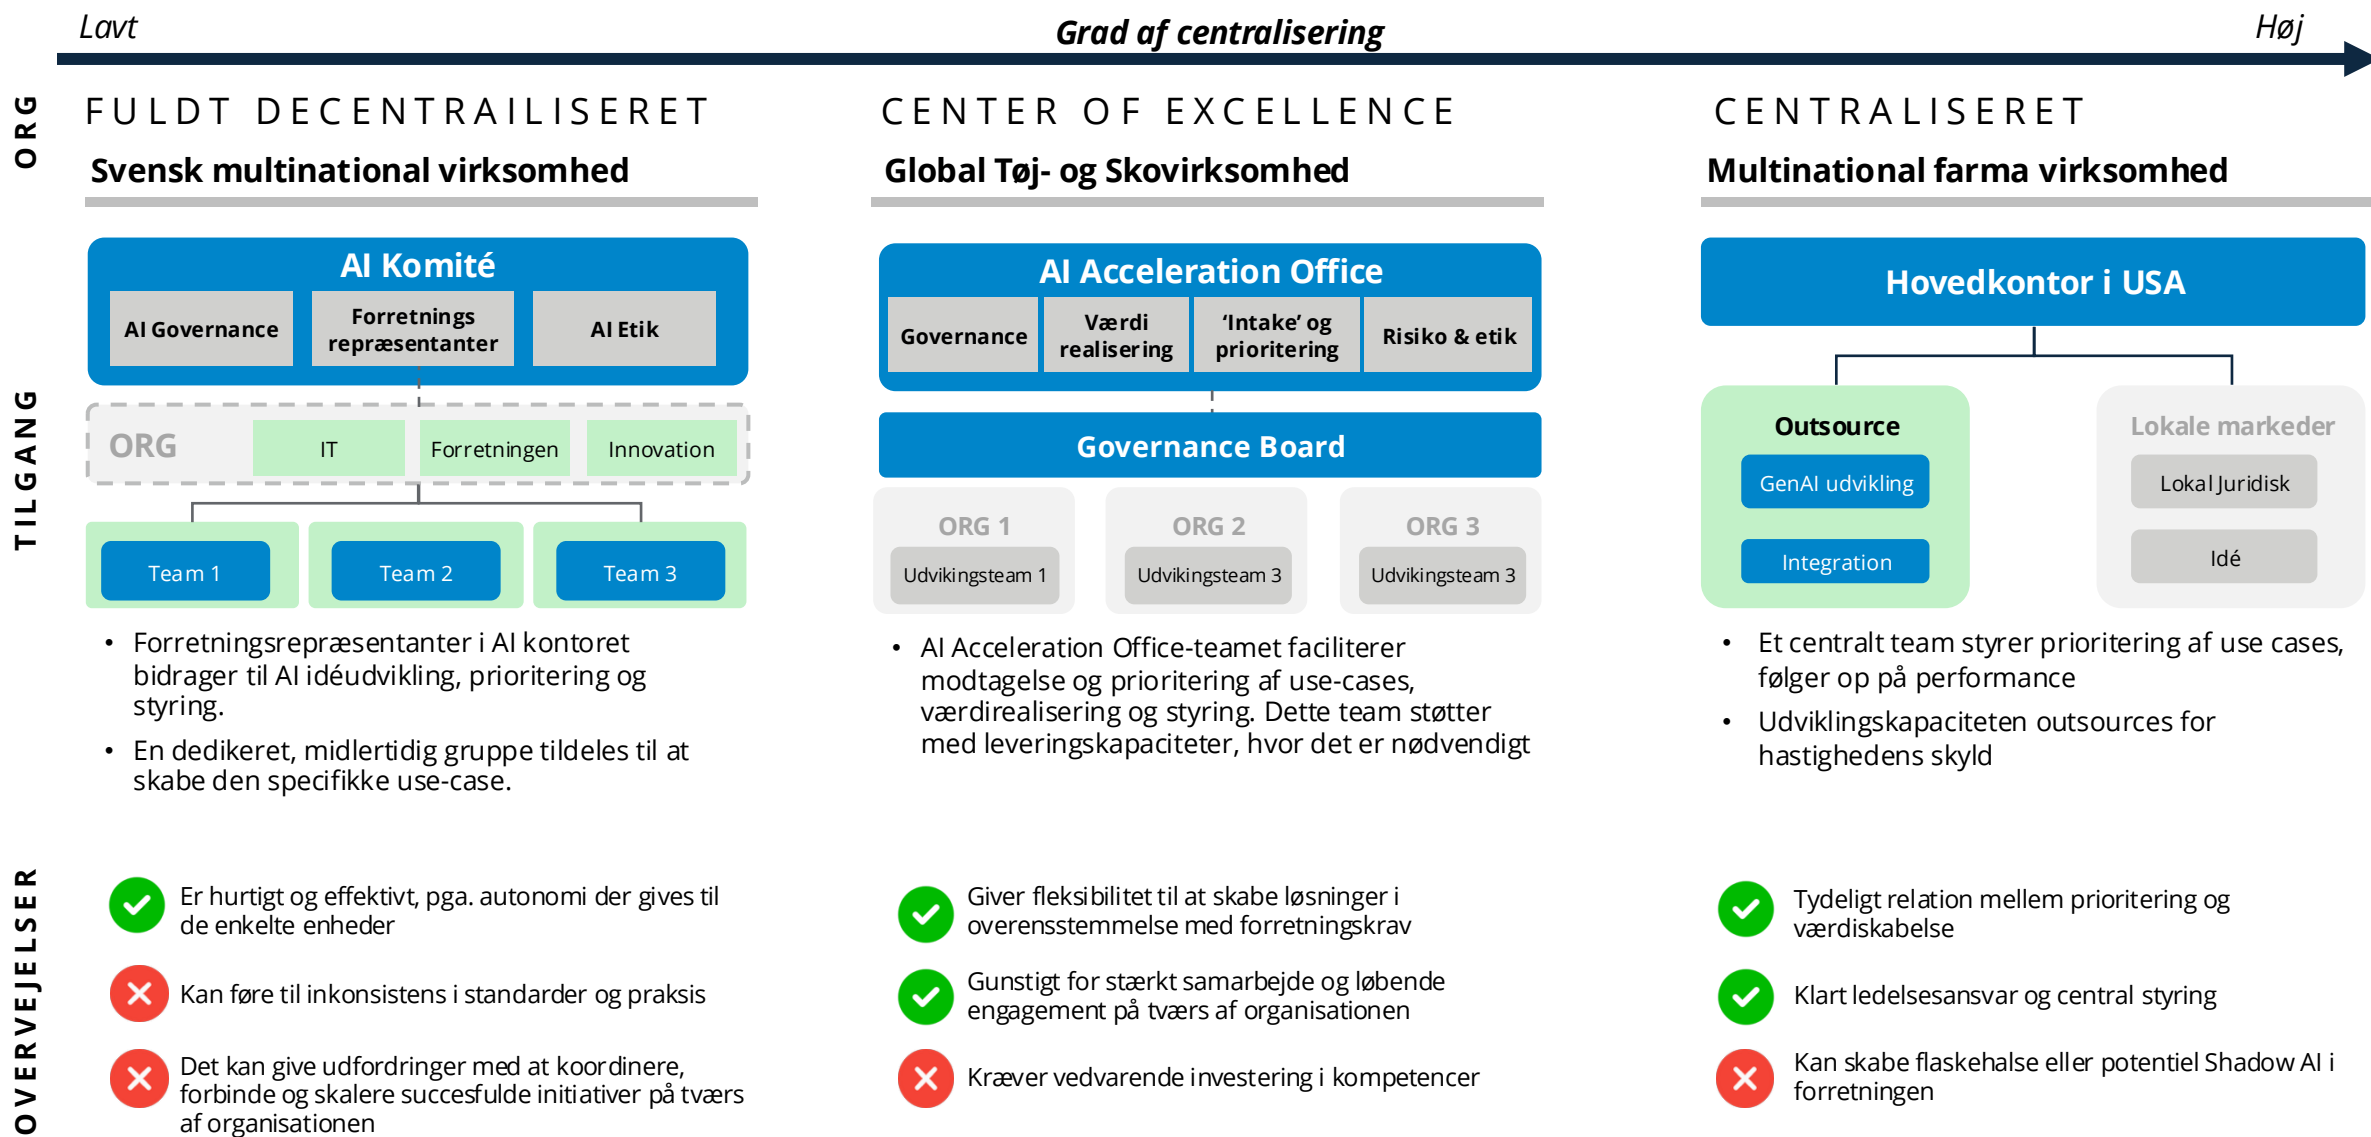 Lavt
Grad af centralisering
Høj
ORG
FULDT DECENTRAILISERET
Svensk multinational virksomhed
CENTER OF EXCELLENCE
Global Tøj- og Skovirksomhed
CENTRALISERET
Multinational farma virksomhed
TILGANG
AI Komité
AI Governance
Forretnings
repræsentanter
AI Etik
ORG
IT
Forretningen
Innovation
Team 1
Team 2
Team 3
• Forretningsrepræsentanter i AI kontoret
bidrager til AI idéudvikling, prioritering og
styring.
• En dedikeret, midlertidig gruppe tildeles til at
skabe den specifikke use-case.
AI Acceleration Office
Governance
Værdi
realisering
‘Intake’ og
prioritering
Risiko & etik
Governance Board
ORG 1
Udvikingsteam 1
ORG 2
Udvikingsteam 3
ORG 3
Udvikingsteam 3
• AI Acceleration Office-teamet faciliterer
modtagelse og prioritering af use-cases,
værdirealisering og styring. Dette team støtter
med leveringskapaciteter, hvor det er nødvendigt
Hovedkontor i USA
Outsource
GenAI udvikling
Integration
Lokale markeder
Lokal Juridisk
Idé
• Et centralt team styrer prioritering af use cases,
følger op på performance
• Udviklingskapaciteten outsources for
hastighedens skyld
OVERVEJELSER
Er hurtigt og effektivt, pga. autonomi der gives til
de enkelte enheder
Kan føre til inkonsistens i standarder og praksis
Det kan give udfordringer med at koordinere,
forbinde og skalere succesfulde initiativer på tværs
af organisationen
Giver fleksibilitet til at skabe løsninger i
overensstemmelse med forretningskrav
Gunstigt for stærkt samarbejde og løbende
engagement på tværs af organisationen
Kræver vedvarende investering i kompetencer
Tydeligt relation mellem prioritering og
værdiskabelse
Klart ledelsesansvar og central styring
Kan skabe flaskehalse eller potentiel Shadow AI i
forretningen